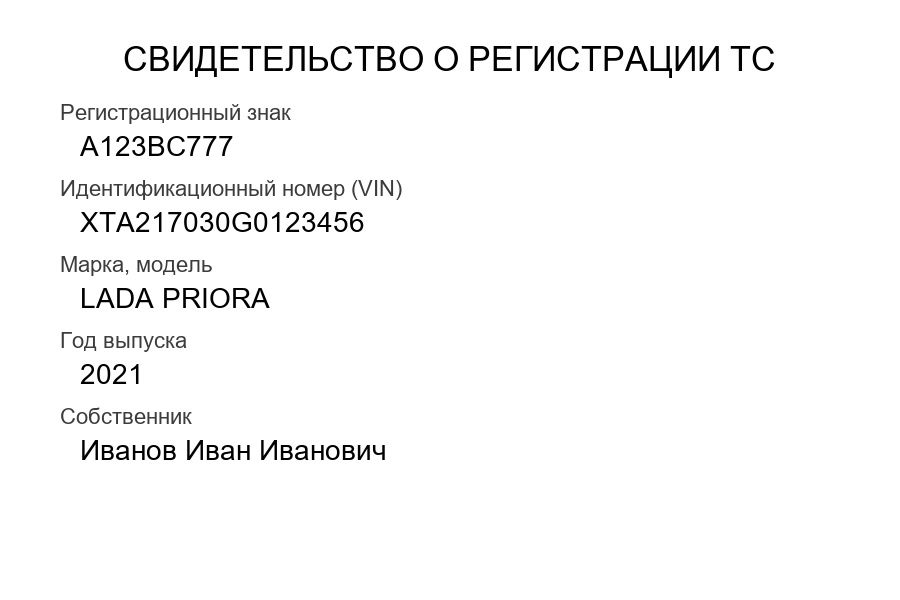 СВИДЕТЕЛЬСТВО О РЕГИСТРАЦИИ ТС
Регистрационный знак
А123ВС777
Идентификационный номер (VIN)
XTA217030G0123456
Марка, модель
LADA PRIORA
Год выпуска
2021
Собственник
Иванов Иван Иванович